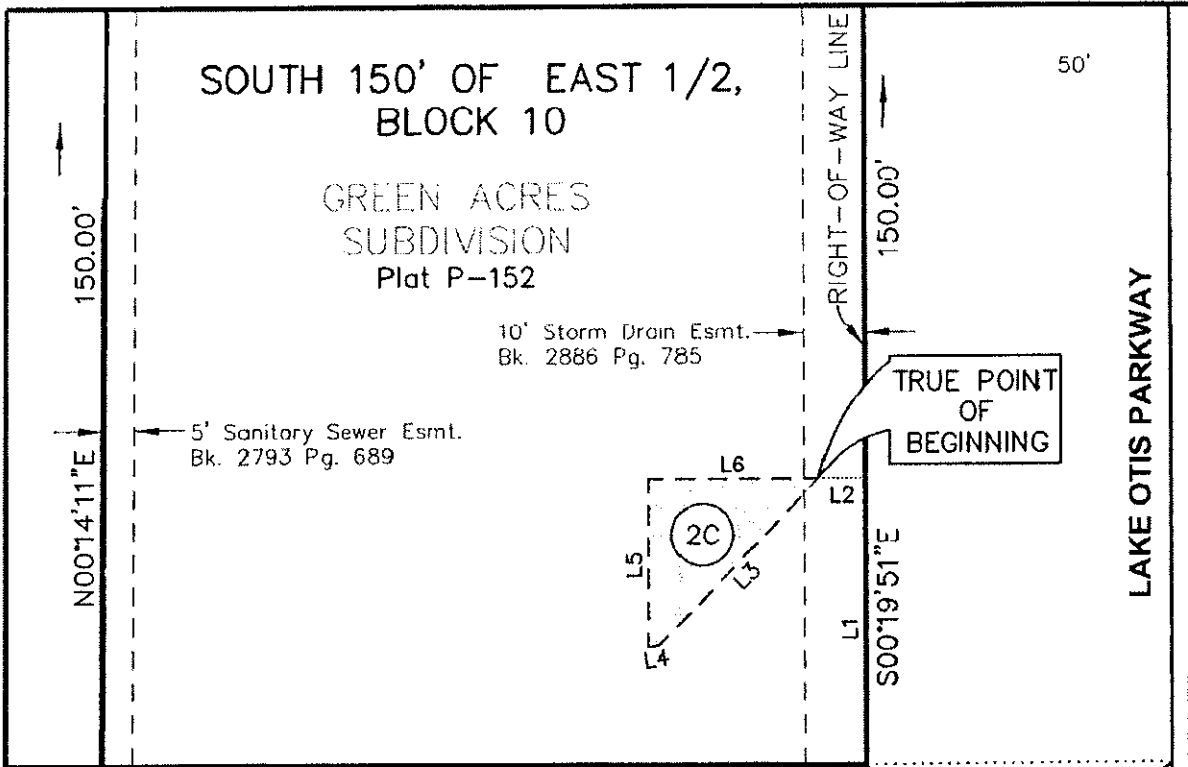 SOUTH 150' OF EAST 1/2,
BLOCK 10
GREEN ACRES
SUBDIVISION
Plat P-152
50'
RIGHT-OF-WAY LINE
150.00'
150.00'
10' Storm Drain Esmt.
Bk. 2886 Pg. 785
TRUE POINT
OF
BEGINNING
5' Sanitary Sewer Esmt.
Bk. 2793 Pg. 689
N00°14'11"E
L6
L2
2C
L5
L3
L4
L1
S00°19'51"E
LAKE OTIS PARKWAY